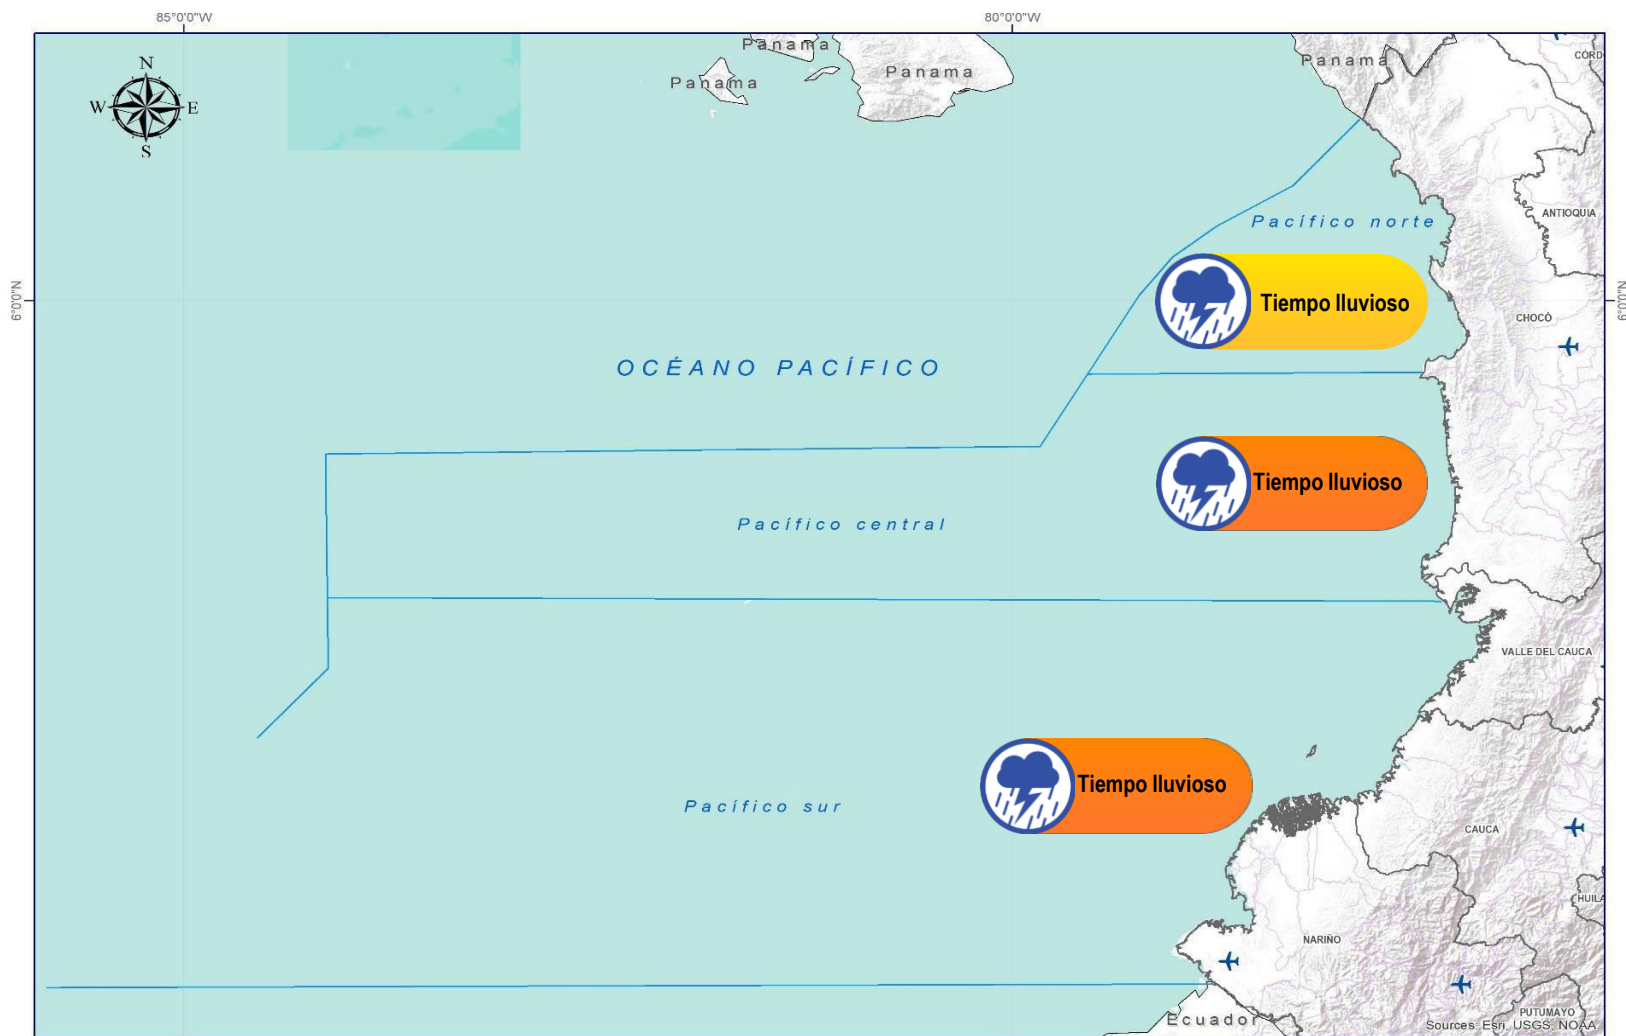 85°0'0"W
80°0'0"W
N
W
E
S
Panama
Panama
Panama
Panama
CÓRD
Pacífico norte
ANTIOQUIA
6°0'0"N
6°0'0"N
Tiempo lluvioso
CHOCÓ
OCÉANO PACÍFICO
Tiempo lluvioso
Pacífico central
VALLE DEL CAUCA
Tiempo lluvioso
Pacífico sur
CAUCA
HUILA
NARIÑO
PUTUMAYO
Ecuador
Sources: Esri, USGS, NOAA